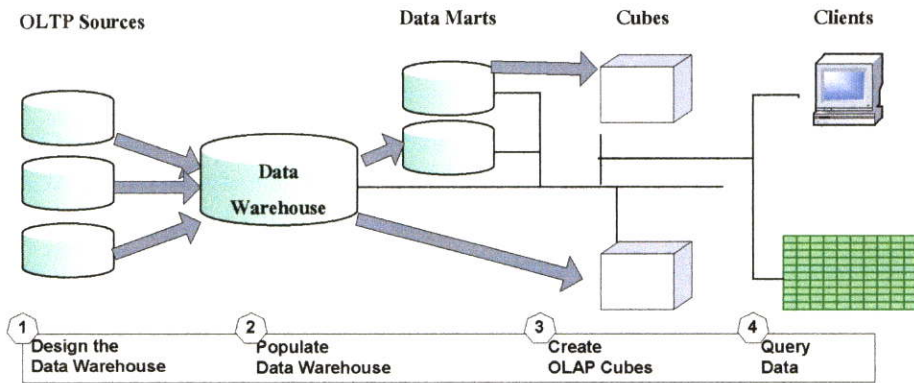 OLTP Sources
Data Marts
Cubes
Clients
Data
Warehouse
1
Design the
Data Warehouse
2
Populate
Data Warehouse
3
Create
OLAP Cubes
4
Query
Data